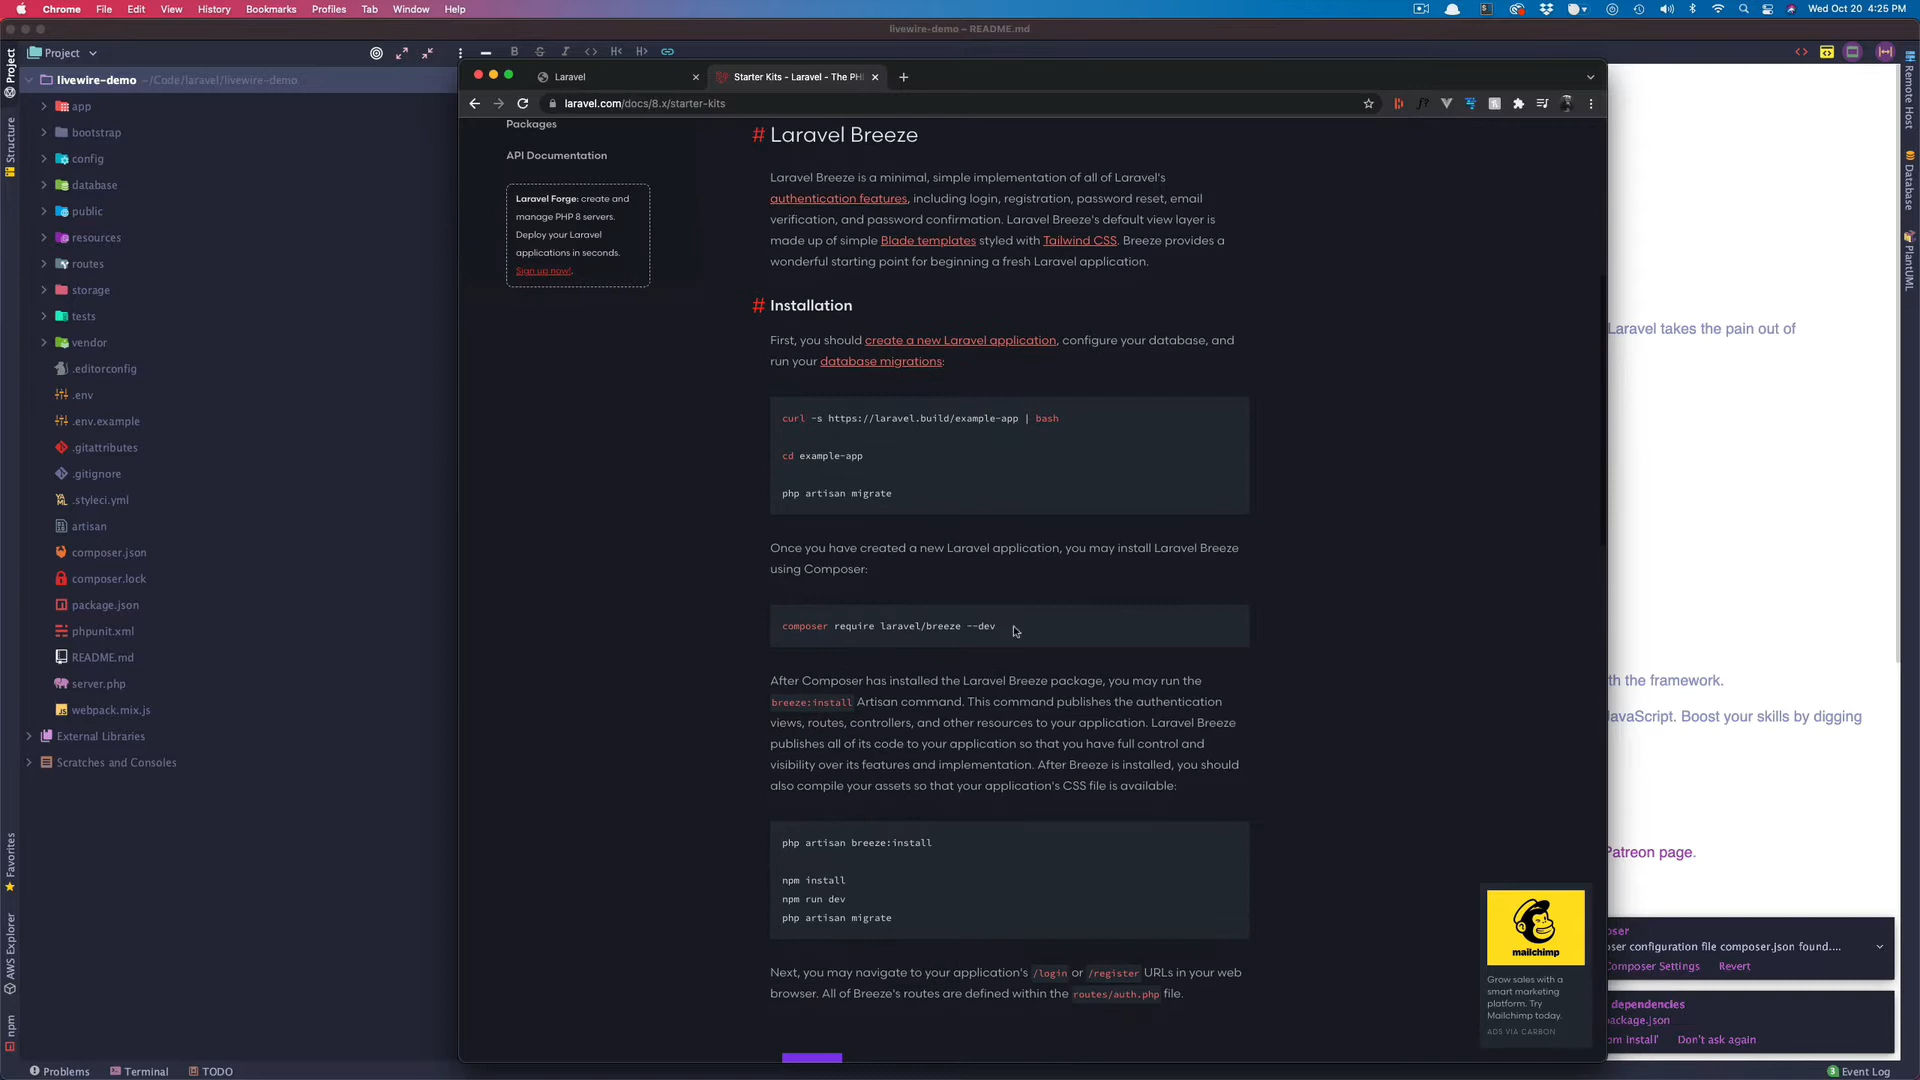 Chrome File Edit View History Bookmarks Profiles Tab Window Help
Wed Oct 20 4:25 PM
livewire-demo – README.md
Project
livewire-demo ~/Code/laravel/livewire-demo
app
bootstrap
config
database
public
resources
routes
storage
tests
vendor
.editorconfig
.env
.env.example
.gitattributes
.gitignore
.styleci.yml
artisan
composer.json
composer.lock
package.json
phpunit.xml
README.md
server.php
webpack.mix.js
External Libraries
Scratches and Consoles
Project
Structure
Favorites
AWS Explorer
npm
Problems
Terminal
TODO
Laravel
Starter Kits - Laravel - The PH
laravel.com/docs/8.x/starter-kits
Packages
API Documentation
Laravel Forge: create and
manage PHP 8 servers.
Deploy your Laravel
applications in seconds.
Sign up now!.
# Laravel Breeze
Laravel Breeze is a minimal, simple implementation of all of Laravel's
authentication features, including login, registration, password reset, email
verification, and password confirmation. Laravel Breeze's default view layer is
made up of simple Blade templates styled with Tailwind CSS. Breeze provides a
wonderful starting point for beginning a fresh Laravel application.
# Installation
First, you should create a new Laravel application, configure your database, and
run your database migrations:
curl -s https://laravel.build/example-app | bash
cd example-app
php artisan migrate
Once you have created a new Laravel application, you may install Laravel Breeze
using Composer:
composer require laravel/breeze --dev
After Composer has installed the Laravel Breeze package, you may run the
breeze:install Artisan command. This command publishes the authentication
views, routes, controllers, and other resources to your application. Laravel Breeze
publishes all of its code to your application so that you have full control and
visibility over its features and implementation. After Breeze is installed, you should
also compile your assets so that your application's CSS file is available:
php artisan breeze:install
npm install
npm run dev
php artisan migrate
Next, you may navigate to your application's /login or /register URLs in your web
browser. All of Breeze's routes are defined within the routes/auth.php file.
mailchimp
Grow sales with a
smart marketing
platform. Try
Mailchimp today.
ADS VIA CARBON
Laravel takes the pain out of
th the framework.
JavaScript. Boost your skills by digging
Patreon page.
oser
ser configuration file composer.json found....
Composer Settings Revert
dependencies
package.json
pm install' Don't ask again
3 Event Log
Remote Host
Database
PlantUML